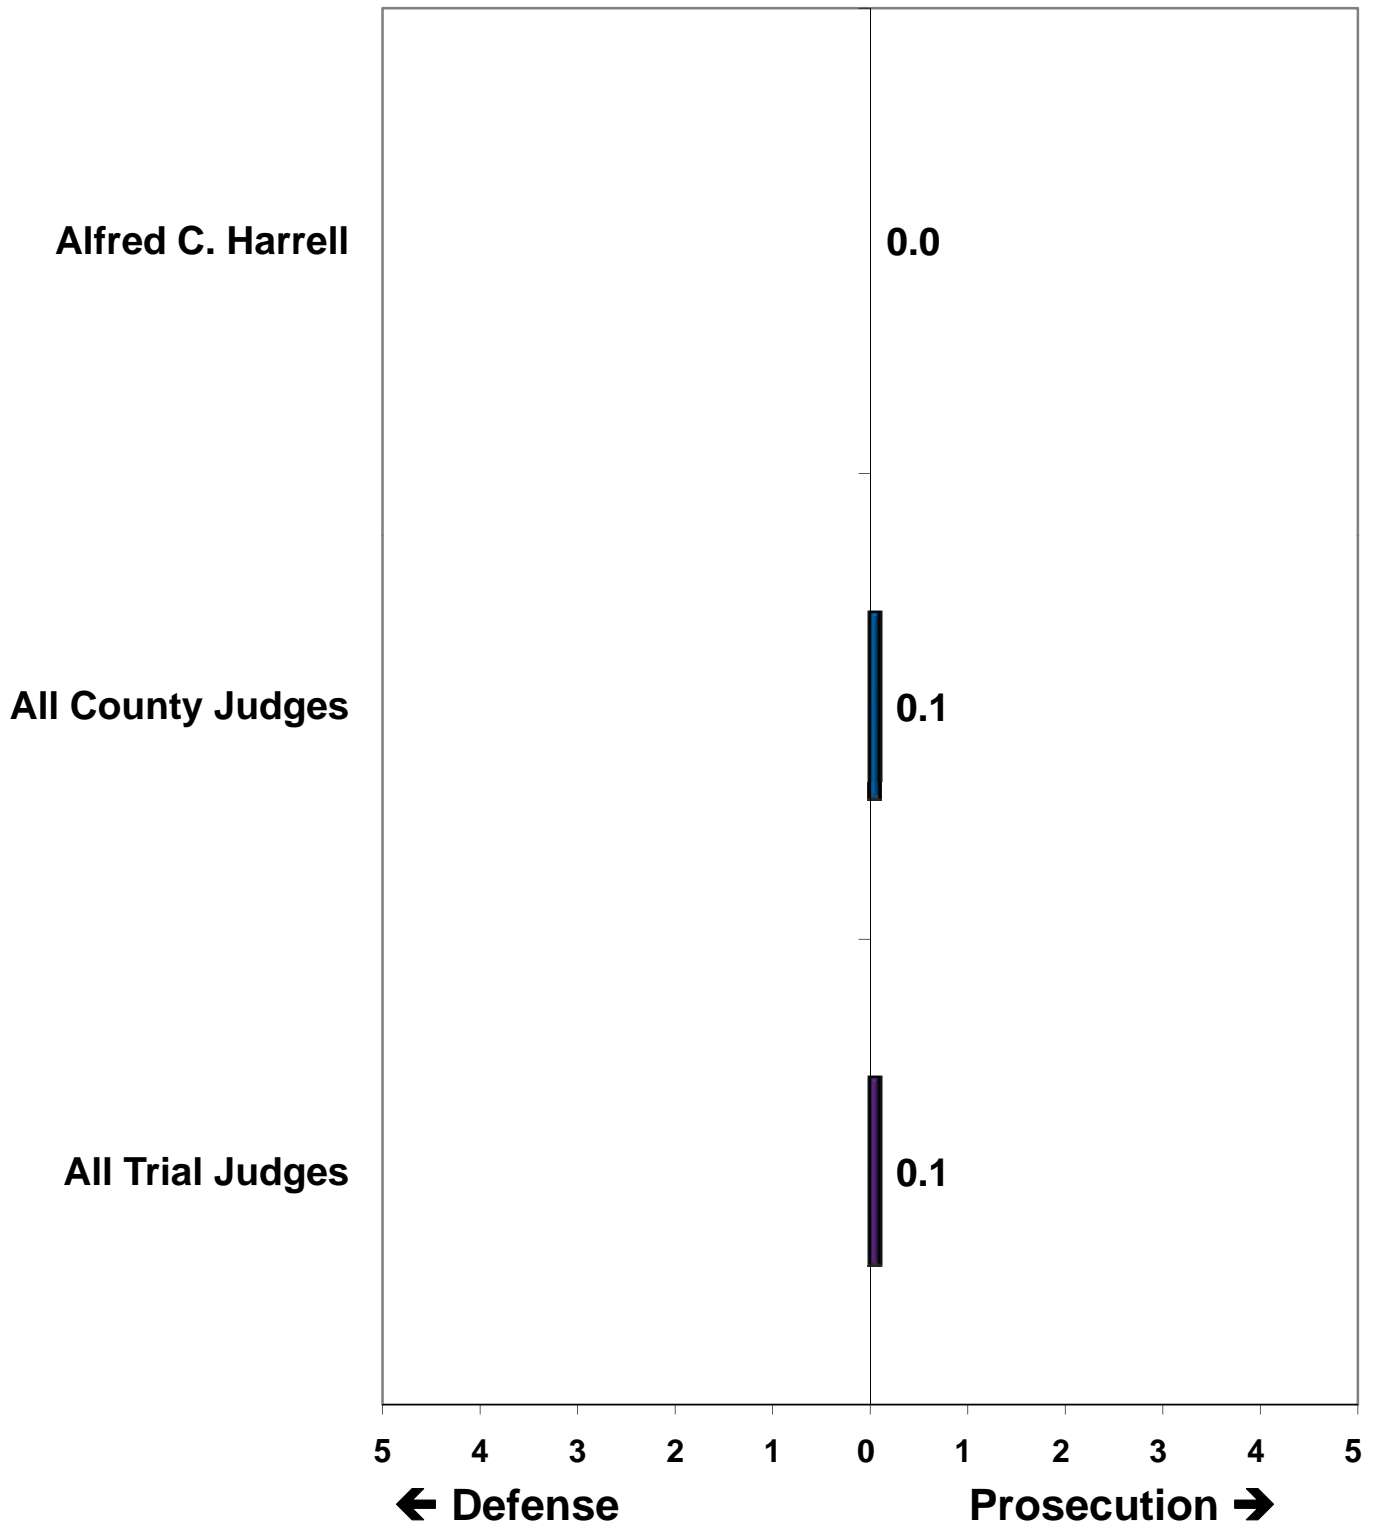 Alfred C. Harrell
0.0
All County Judges
0.1
All Trial Judges
0.1
5 4 3 2 1 0 1 2 3 4 5
🡸 Defense
Prosecution 🡺